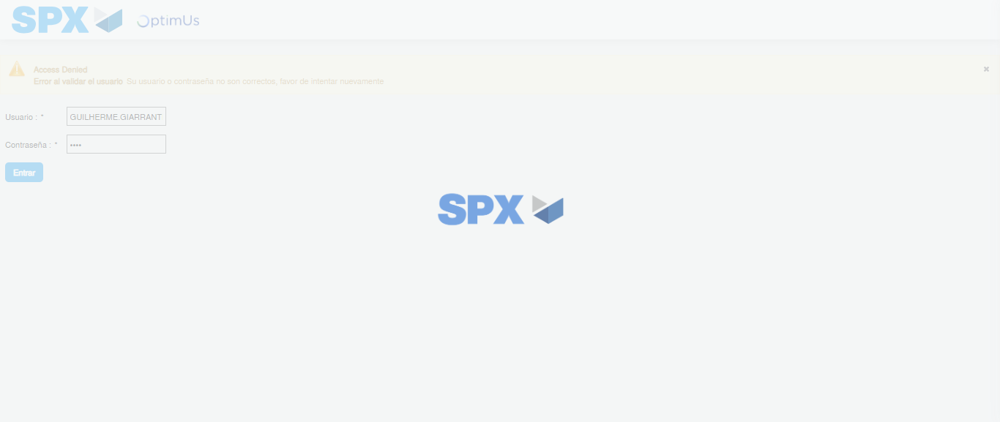 SPX OptimUs
Access Denied
Error al validar el usuario Su usuario o contraseña no son correctos, favor de intentar nuevamente
Usuario : * GUILHERME.GIARRANT
Contraseña : * ••••
Entrar
SPX